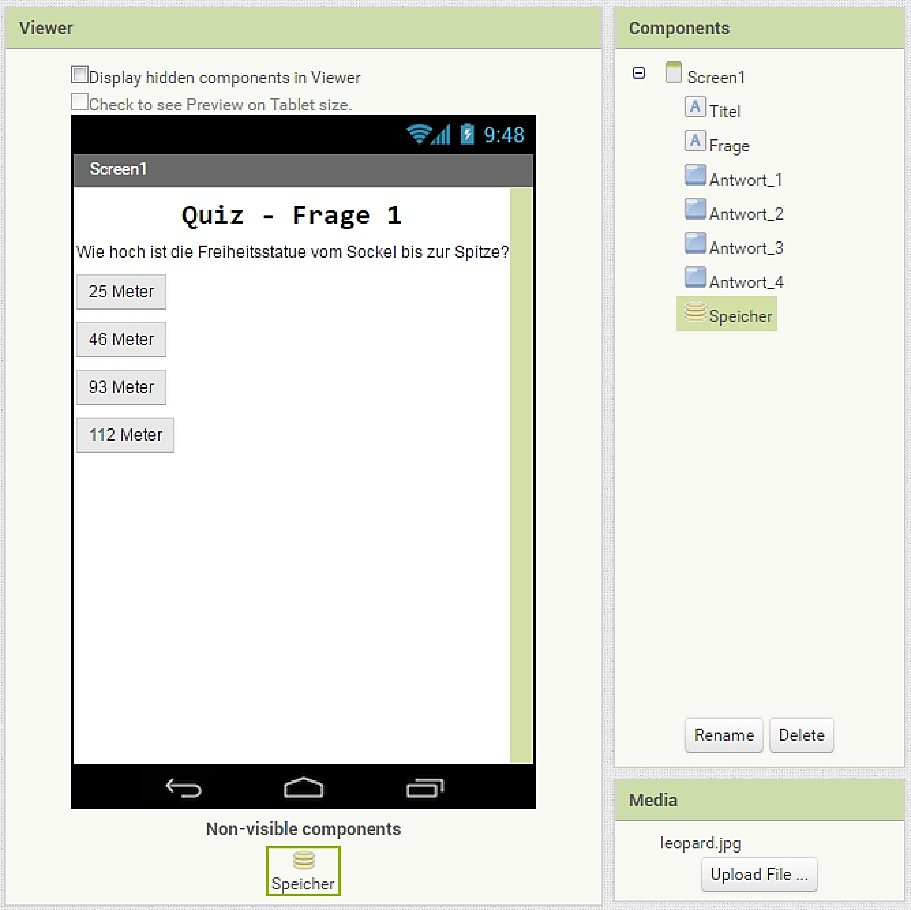 Viewer
Display hidden components in Viewer
Check to see Preview on Tablet size.
9:48
Screen1
Quiz - Frage 1
Wie hoch ist die Freiheitsstatue vom Sockel bis zur Spitze?
25 Meter
46 Meter
93 Meter
112 Meter
Non-visible components
Speicher
Components
Screen1
A Titel
A Frage
Antwort_1
Antwort_2
Antwort_3
Antwort_4
Speicher
Rename Delete
Media
leopard.jpg
Upload File ...